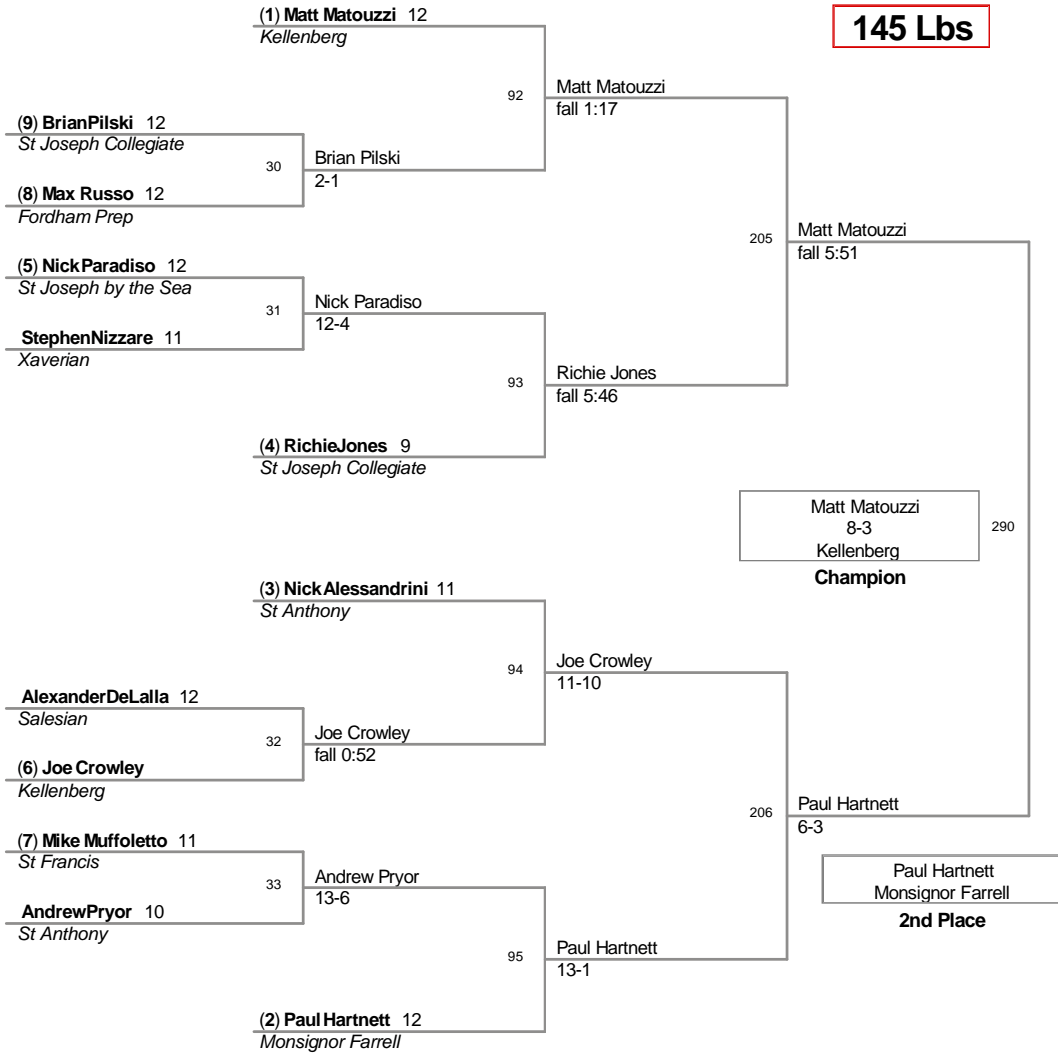 (1) Matt Matouzzi 12
Kellenberg
145 Lbs
92
Matt Matouzzi
fall 1:17
(9) BrianPilski 12
St Joseph Collegiate
30
Brian Pilski
2-1
(8) Max Russo 12
Fordham Prep
205
Matt Matouzzi
fall 5:51
(5) NickParadiso 12
St Joseph by the Sea
31
Nick Paradiso
12-4
StephenNizzare 11
Xaverian
93
Richie Jones
fall 5:46
(4) RichieJones 9
St Joseph Collegiate
Matt Matouzzi
8-3
Kellenberg
Champion
290
(3) NickAlessandrini 11
St Anthony
94
Joe Crowley
11-10
AlexanderDeLalla 12
Salesian
32
Joe Crowley
fall 0:52
(6) Joe Crowley
Kellenberg
206
Paul Hartnett
6-3
(7) Mike Muffoletto 11
St Francis
33
Andrew Pryor
13-6
AndrewPryor 10
St Anthony
Paul Hartnett
Monsignor Farrell
2nd Place
95
Paul Hartnett
13-1
(2) PaulHartnett 12
Monsignor Farrell